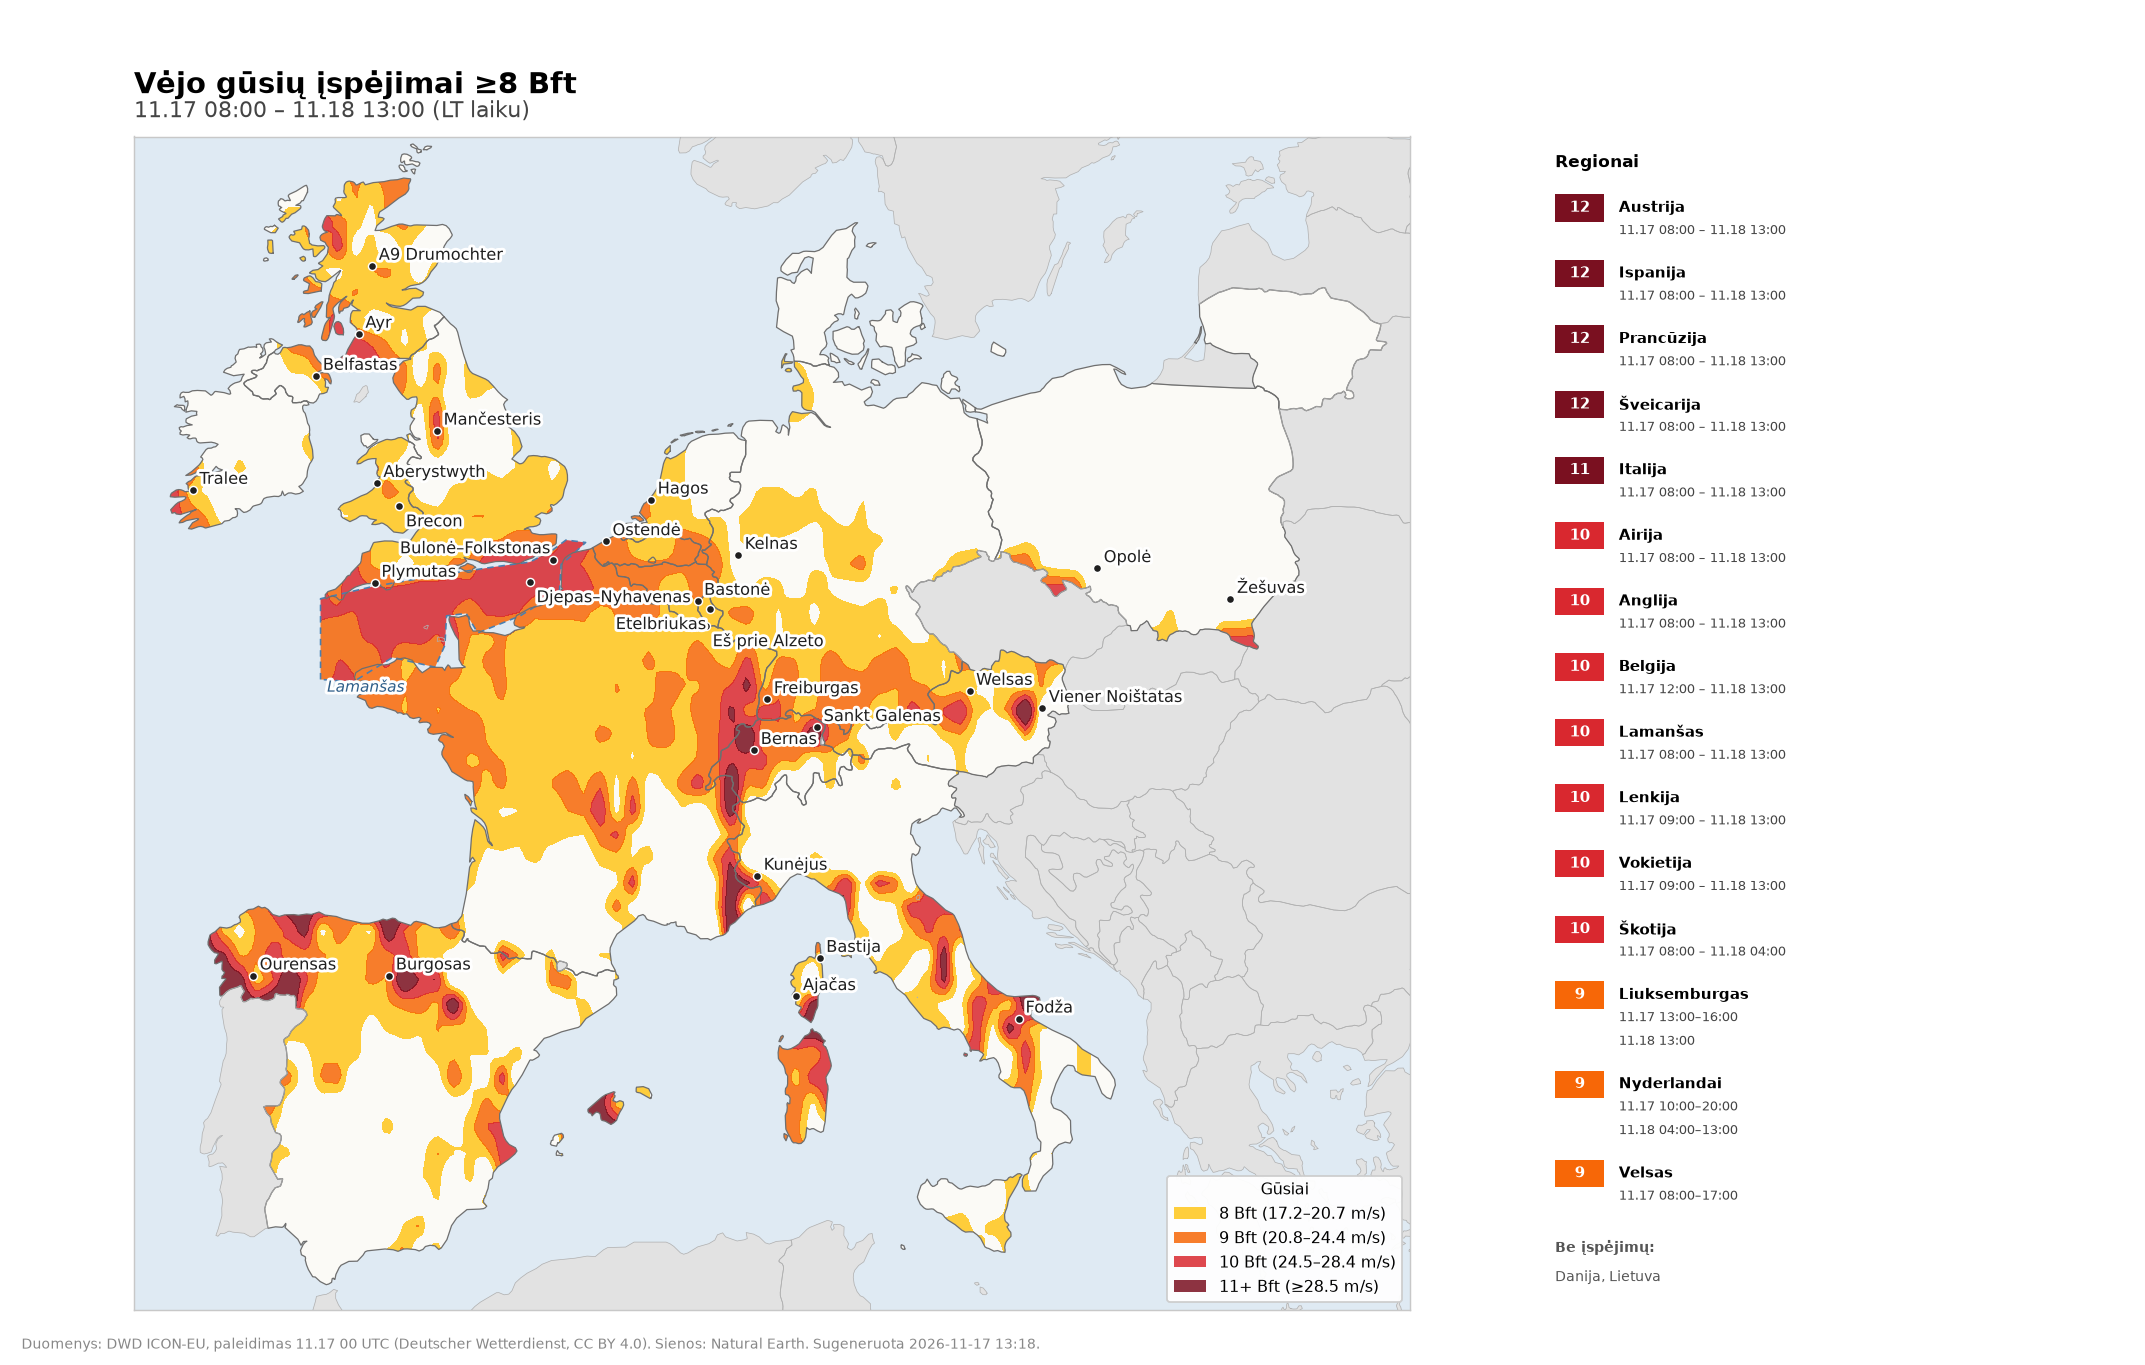 Vėjo gūsių įspėjimai ≥8 Bft
11.17 08:00 – 11.18 13:00 (LT laiku)
A9 Drumochter
Ayr
Belfastas
Mančesteris
Aberystwyth
Tralee
Brecon
Hagos
Ostendė
Bulonė–Folkstonas
Kelnas
Opolė
Plymutas
Djepas–Nyhavenas
Bastonė
Žešuvas
Etelbriukas
Eš prie Alzeto
Lamanšas
Freiburgas
Welsas
Viener Noištatas
Sankt Galenas
Bernas
Kunėjus
Bastija
Ourensas
Burgosas
Ajačas
Fodža
Gūsiai
8 Bft (17.2–20.7 m/s)
9 Bft (20.8–24.4 m/s)
10 Bft (24.5–28.4 m/s)
11+ Bft (≥28.5 m/s)
Regionai
12 Austrija
11.17 08:00 – 11.18 13:00
12 Ispanija
11.17 08:00 – 11.18 13:00
12 Prancūzija
11.17 08:00 – 11.18 13:00
12 Šveicarija
11.17 08:00 – 11.18 13:00
11 Italija
11.17 08:00 – 11.18 13:00
10 Airija
11.17 08:00 – 11.18 13:00
10 Anglija
11.17 08:00 – 11.18 13:00
10 Belgija
11.17 12:00 – 11.18 13:00
10 Lamanšas
11.17 08:00 – 11.18 13:00
10 Lenkija
11.17 09:00 – 11.18 13:00
10 Vokietija
11.17 09:00 – 11.18 13:00
10 Škotija
11.17 08:00 – 11.18 04:00
9 Liuksemburgas
11.17 13:00–16:00
11.18 13:00
9 Nyderlandai
11.17 10:00–20:00
11.18 04:00–13:00
9 Velsas
11.17 08:00–17:00
Be įspėjimų:
Danija, Lietuva
Duomenys: DWD ICON-EU, paleidimas 11.17 00 UTC (Deutscher Wetterdienst, CC BY 4.0). Sienos: Natural Earth. Sugeneruota 2026-11-17 13:18.